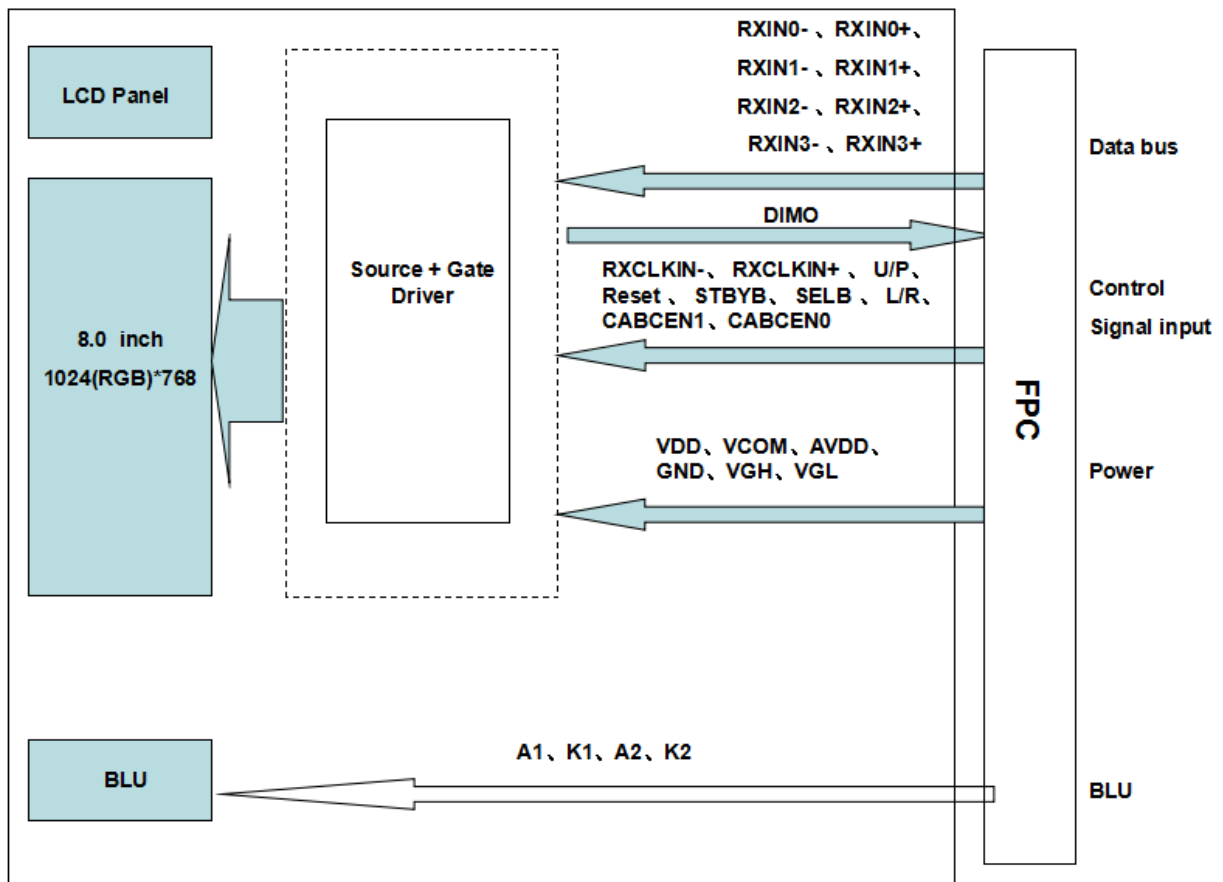 RXIN0- 、RXIN0+、
RXIN1- 、RXIN1+、
RXIN2- 、RXIN2+、
RXIN3- 、RXIN3+
LCD Panel
Data bus
DIMO
Source + Gate
Driver
RXCLKIN-、 RXCLKIN+ 、 U/P、
Reset 、 STBYB、 SELB 、 L/R、
CABCEN1、CABCEN0
Control
Signal input
8.0 inch
1024(RGB)*768
FPC
VDD、VCOM、AVDD、
GND、VGH、VGL
Power
A1、K1、A2、K2
BLU
BLU